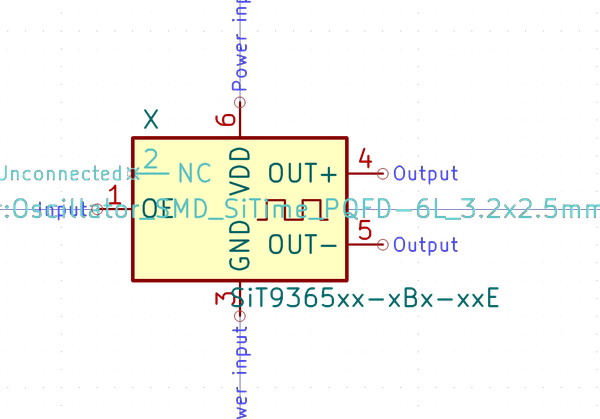 Power inp
X
6
2 NC
Unconnected
VDD
OUT+
4
Output
1
Input
OE
:Oscillator_SMD_SiTime_PQFD-6L_3.2x2.5mm
GND
OUT-
5
Output
3
SiT9365xx-xBx-xxE
wer input